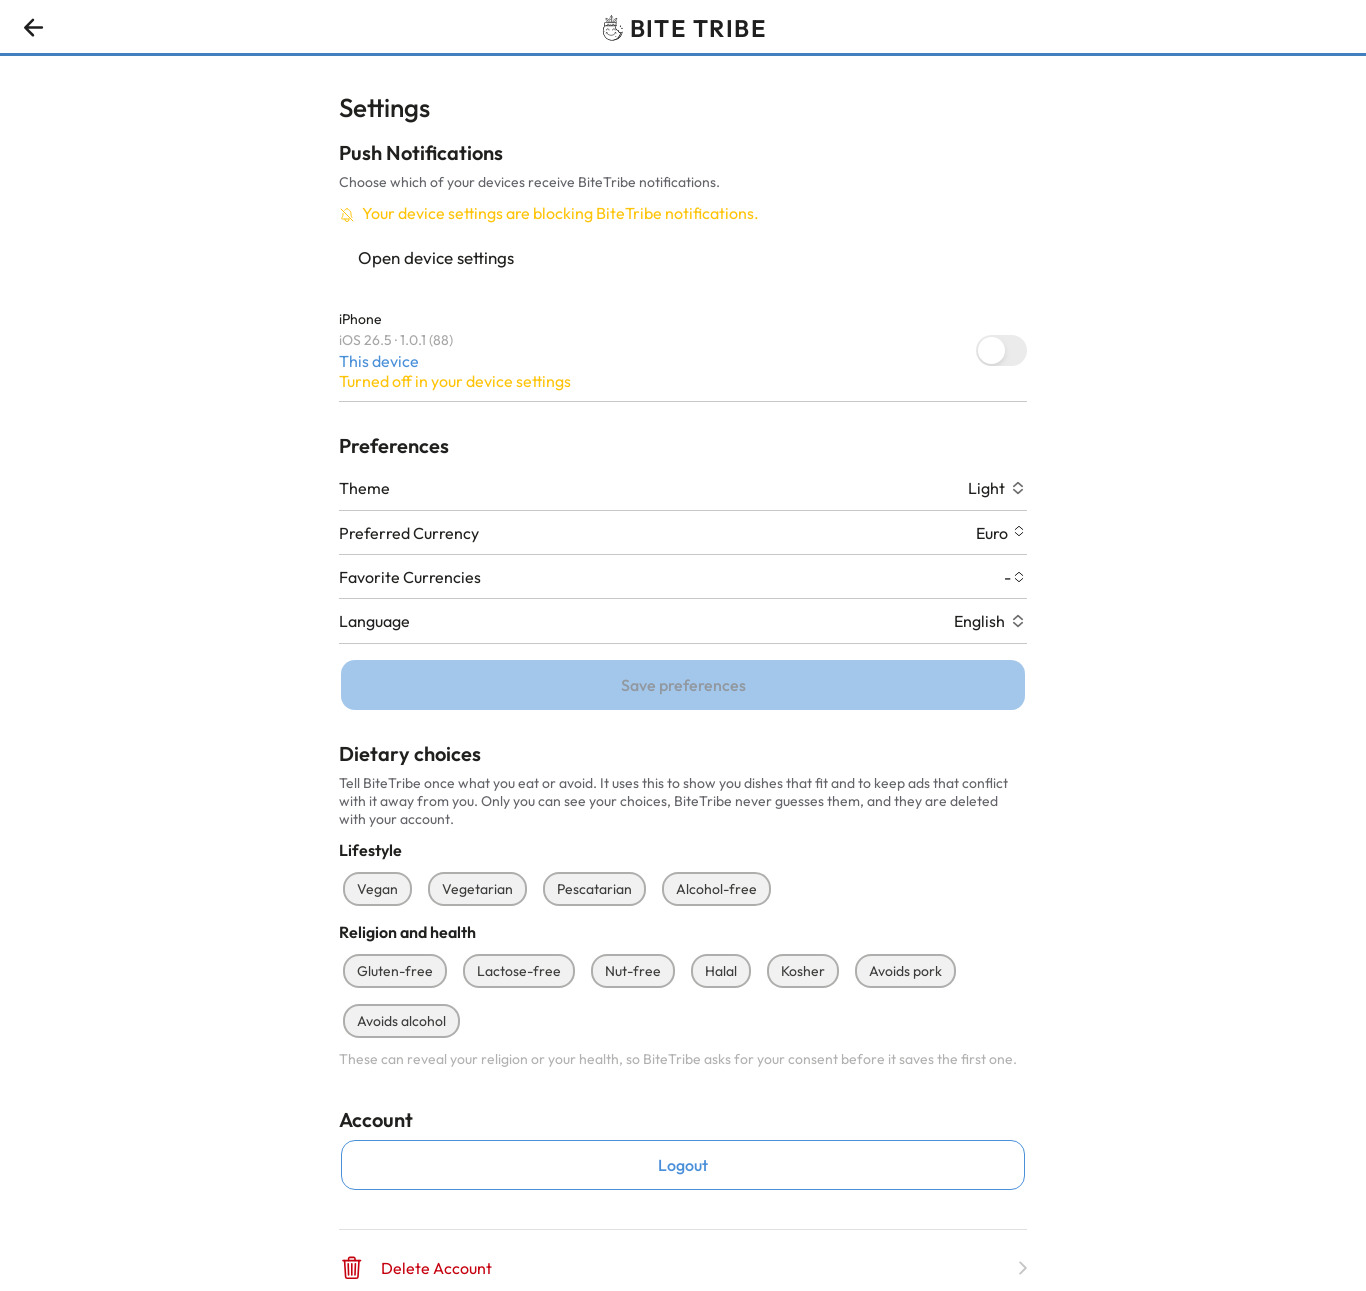 BITE TRIBE
Settings
Push Notifications
Choose which of your devices receive BiteTribe notifications.
Your device settings are blocking BiteTribe notifications.
Open device settings
iPhone
iOS 26.5 · 1.0.1 (88)
This device
Turned off in your device settings
Preferences
Theme Light
Preferred Currency Euro
Favorite Currencies -
Language English
Save preferences
Dietary choices
Tell BiteTribe once what you eat or avoid. It uses this to show you dishes that fit and to keep ads that conflict
with it away from you. Only you can see your choices, BiteTribe never guesses them, and they are deleted
with your account.
Lifestyle
Vegan Vegetarian Pescatarian Alcohol-free
Religion and health
Gluten-free Lactose-free Nut-free Halal Kosher Avoids pork
Avoids alcohol
These can reveal your religion or your health, so BiteTribe asks for your consent before it saves the first one.
Account
Logout
Delete Account